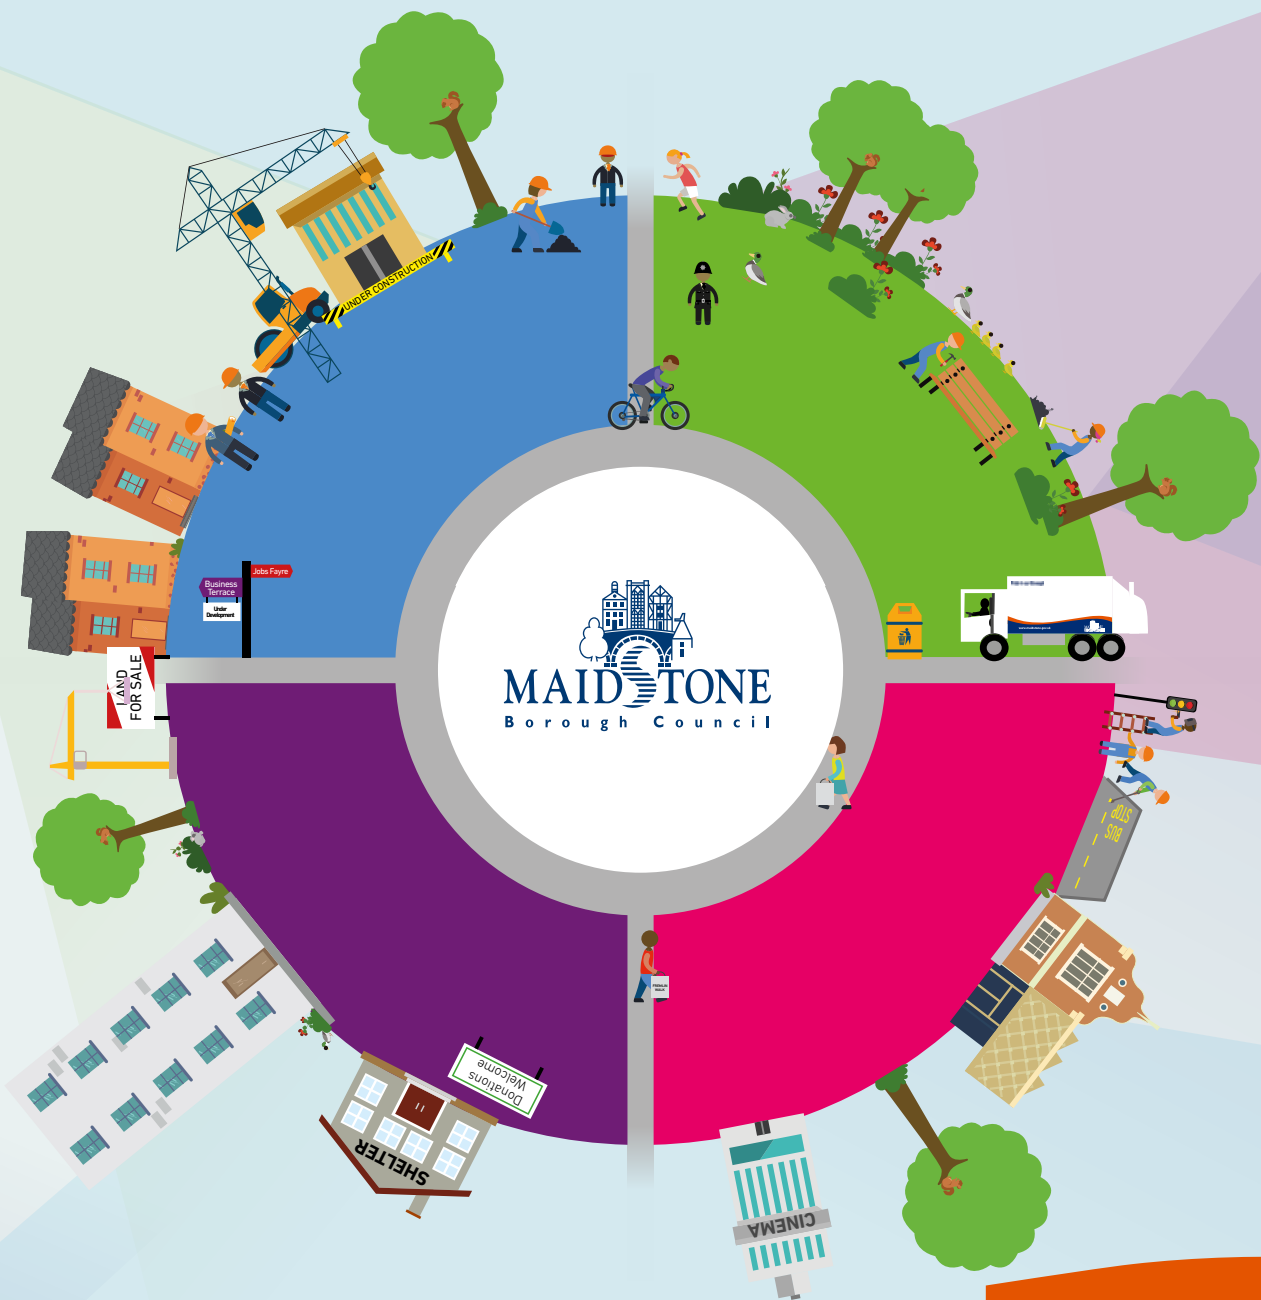 UNDER CONSTRUCTION
Jobs Fayre
Business
Terrace
Under
Development
LAND
FOR SALE
MAIDSTONE
Borough Council
BUS
STOP
Donations
Welcome
SHELTER
CINEMA